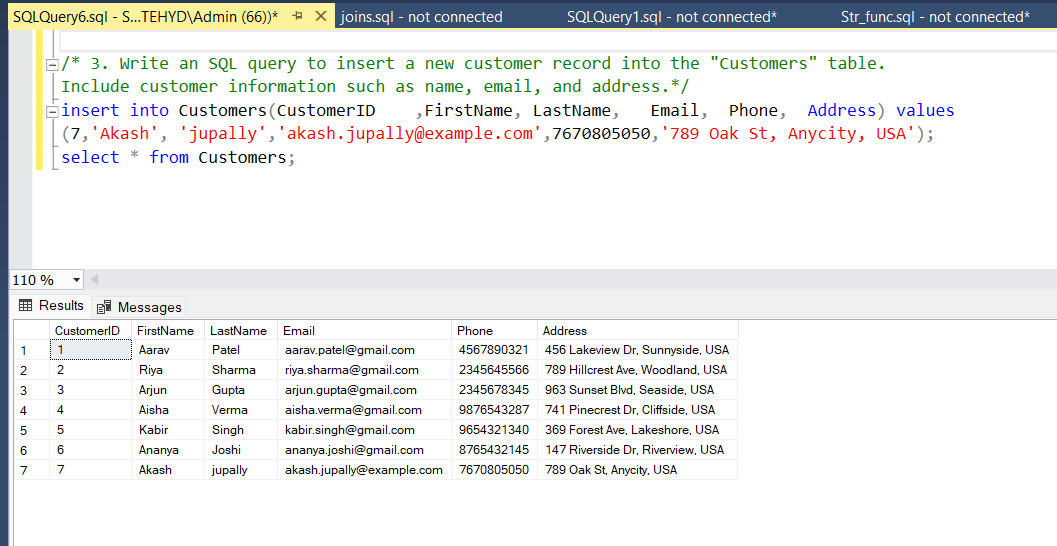 SQLQuery6.sql - S...TEHYD\Admin (66))* joins.sql - not connected SQLQuery1.sql - not connected* Str_func.sql - not connected*
/* 3. Write an SQL query to insert a new customer record into the "Customers" table.
Include customer information such as name, email, and address.*/
insert into Customers(CustomerID ,FirstName, LastName, Email, Phone, Address) values
(7,'Akash', 'jupally','akash.jupally@example.com',7670805050,'789 Oak St, Anycity, USA');
select * from Customers;
110 %
Results Messages
CustomerID FirstName LastName Email Phone Address
1 1 Aarav Patel aarav.patel@gmail.com 4567890321 456 Lakeview Dr, Sunnyside, USA
2 2 Riya Sharma riya.sharma@gmail.com 2345645566 789 Hillcrest Ave, Woodland, USA
3 3 Arjun Gupta arjun.gupta@gmail.com 2345678345 963 Sunset Blvd, Seaside, USA
4 4 Aisha Verma aisha.verma@gmail.com 9876543287 741 Pinecrest Dr, Cliffside, USA
5 5 Kabir Singh kabir.singh@gmail.com 9654321340 369 Forest Ave, Lakeshore, USA
6 6 Ananya Joshi ananya.joshi@gmail.com 8765432145 147 Riverside Dr, Riverview, USA
7 7 Akash jupally akash.jupally@example.com 7670805050 789 Oak St, Anycity, USA